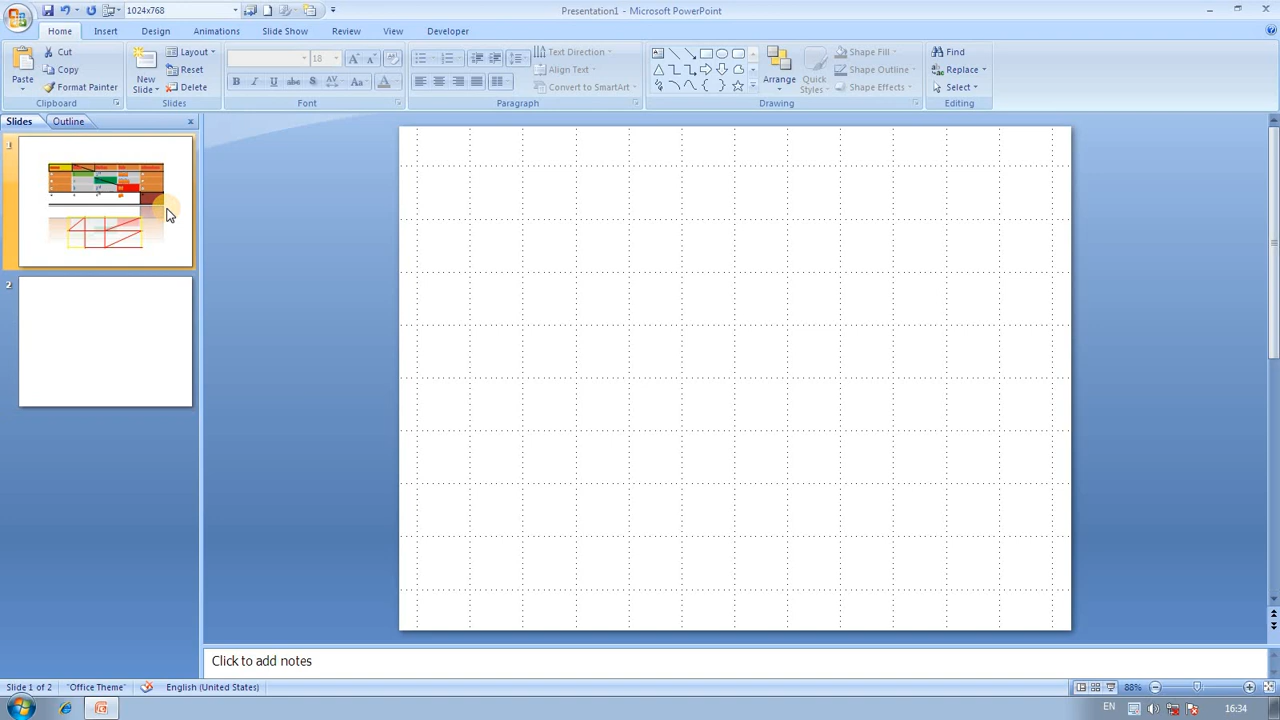 1024x768
Presentation1 - Microsoft PowerPoint
Home Insert Design Animations Slide Show Review View Developer
Paste
Cut
Copy
Format Painter
Clipboard
New Slide
Layout
Reset
Delete
Slides
18
B I U abc S AV Aa A
Font
Text Direction
Align Text
Convert to SmartArt
Paragraph
Arrange
Quick Styles
Shape Fill
Shape Outline
Shape Effects
Drawing
Find
Replace
Select
Editing
Slides Outline
1
2
Click to add notes
Slide 1 of 2 "Office Theme" English (United States) 88%
EN 16:34